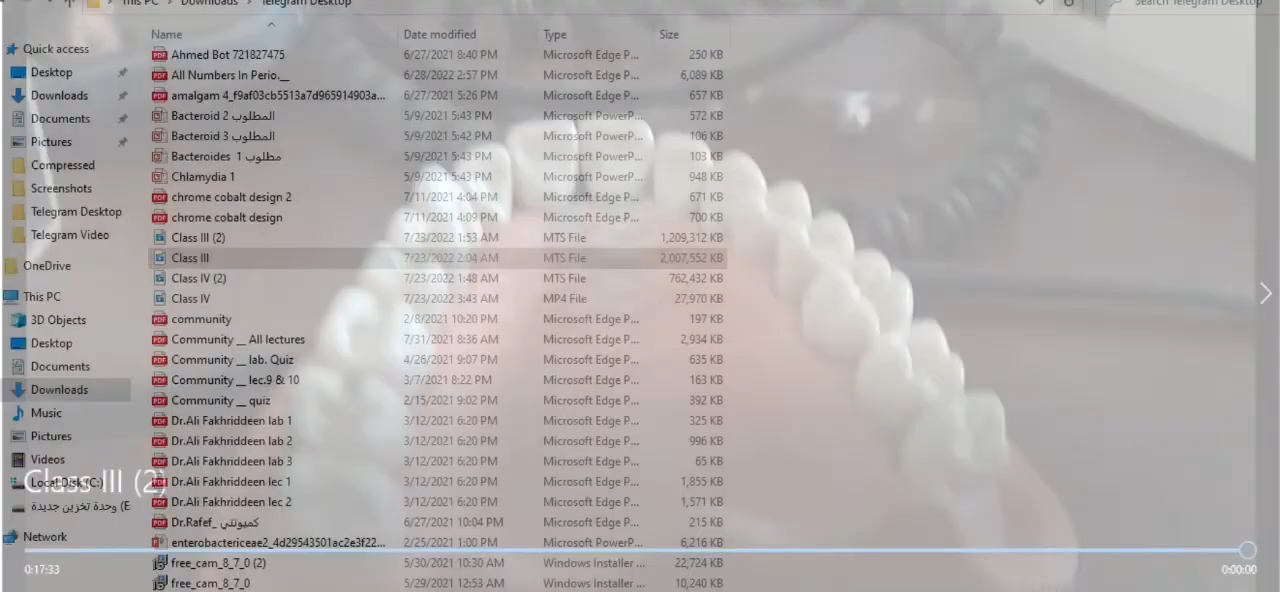 This PC > Downloads > Telegram Desktop
Search Telegram Desktop
Name Date modified Type Size
Quick access
Desktop
Downloads
Documents
Pictures
Compressed
Screenshots
Telegram Desktop
Telegram Video
OneDrive
This PC
3D Objects
Desktop
Documents
Downloads
Music
Pictures
Videos
Local Disk (C:)
وحدة تخزين جديدة (E
Network
Ahmed Bot 721827475 6/27/2021 8:40 PM Microsoft Edge P... 250 KB
All Numbers In Perio.__ 6/28/2022 2:57 PM Microsoft Edge P... 6,089 KB
amalgam 4_f9af03cb5513a7d965914903a... 6/27/2021 5:26 PM Microsoft Edge P... 657 KB
Bacteroid 2 المطلوب 5/9/2021 5:43 PM Microsoft PowerP... 572 KB
Bacteroid 3 المطلوب 5/9/2021 5:42 PM Microsoft PowerP... 106 KB
Bacteroides 1 مطلوب 5/9/2021 5:43 PM Microsoft PowerP... 103 KB
Chlamydia 1 5/9/2021 5:43 PM Microsoft PowerP... 948 KB
chrome cobalt design 2 7/11/2021 4:04 PM Microsoft Edge P... 671 KB
chrome cobalt design 7/11/2021 4:09 PM Microsoft Edge P... 700 KB
Class III (2) 7/23/2022 1:53 AM MTS File 1,209,312 KB
Class III 7/23/2022 2:04 AM MTS File 2,007,552 KB
Class IV (2) 7/23/2022 1:48 AM MTS File 762,432 KB
Class IV 7/23/2022 3:43 AM MP4 File 27,970 KB
community 2/8/2021 10:20 PM Microsoft Edge P... 197 KB
Community __ All lectures 7/31/2021 8:36 AM Microsoft Edge P... 2,934 KB
Community __ lab. Quiz 4/26/2021 9:07 PM Microsoft Edge P... 635 KB
Community __ lec.9 & 10 3/7/2021 8:22 PM Microsoft Edge P... 163 KB
Community __ quiz 2/15/2021 9:02 PM Microsoft Edge P... 392 KB
Dr.Ali Fakhriddeen lab 1 3/12/2021 6:20 PM Microsoft Edge P... 325 KB
Dr.Ali Fakhriddeen lab 2 3/12/2021 6:20 PM Microsoft Edge P... 996 KB
Dr.Ali Fakhriddeen lab 3 3/12/2021 6:20 PM Microsoft Edge P... 65 KB
Dr.Ali Fakhriddeen lec 1 3/12/2021 6:20 PM Microsoft Edge P... 1,855 KB
Dr.Ali Fakhriddeen lec 2 3/12/2021 6:20 PM Microsoft Edge P... 1,571 KB
Dr.Rafef_ كميونتي 6/27/2021 10:04 PM Microsoft Edge P... 215 KB
enterobactericeae2_4d29543501ac2e3f22... 2/25/2021 1:00 PM Microsoft PowerP... 6,216 KB
free_cam_8_7_0 (2) 5/30/2021 10:30 AM Windows Installer ... 22,724 KB
free_cam_8_7_0 5/29/2021 12:53 AM Windows Installer ... 10,240 KB
Class III (2)
0:17:33
0:00:00